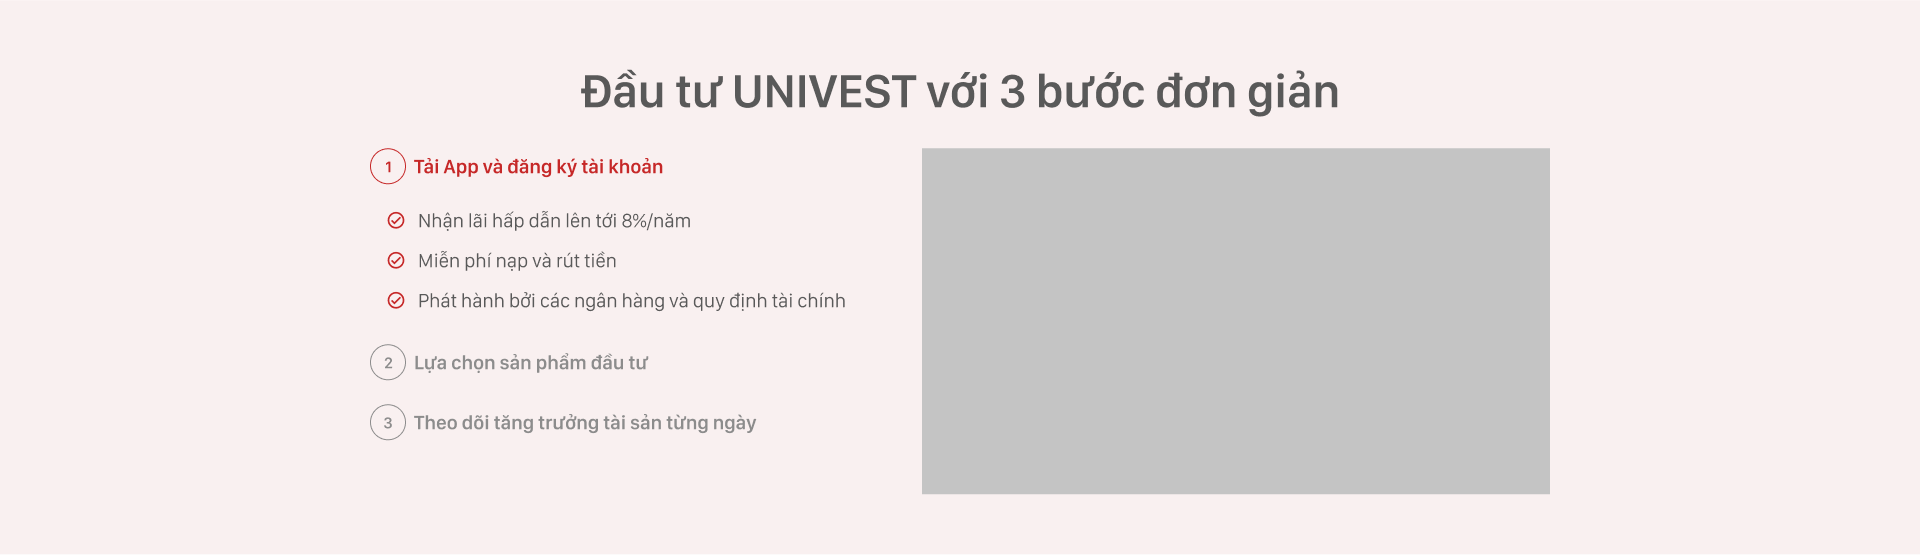 Đầu tư UNIVEST với 3 bước đơn giản
1 Tải App và đăng ký tài khoản
Nhận lãi hấp dẫn lên tới 8%/năm
Miễn phí nạp và rút tiền
Phát hành bởi các ngân hàng và quy định tài chính
2 Lựa chọn sản phẩm đầu tư
3 Theo dõi tăng trưởng tài sản từng ngày